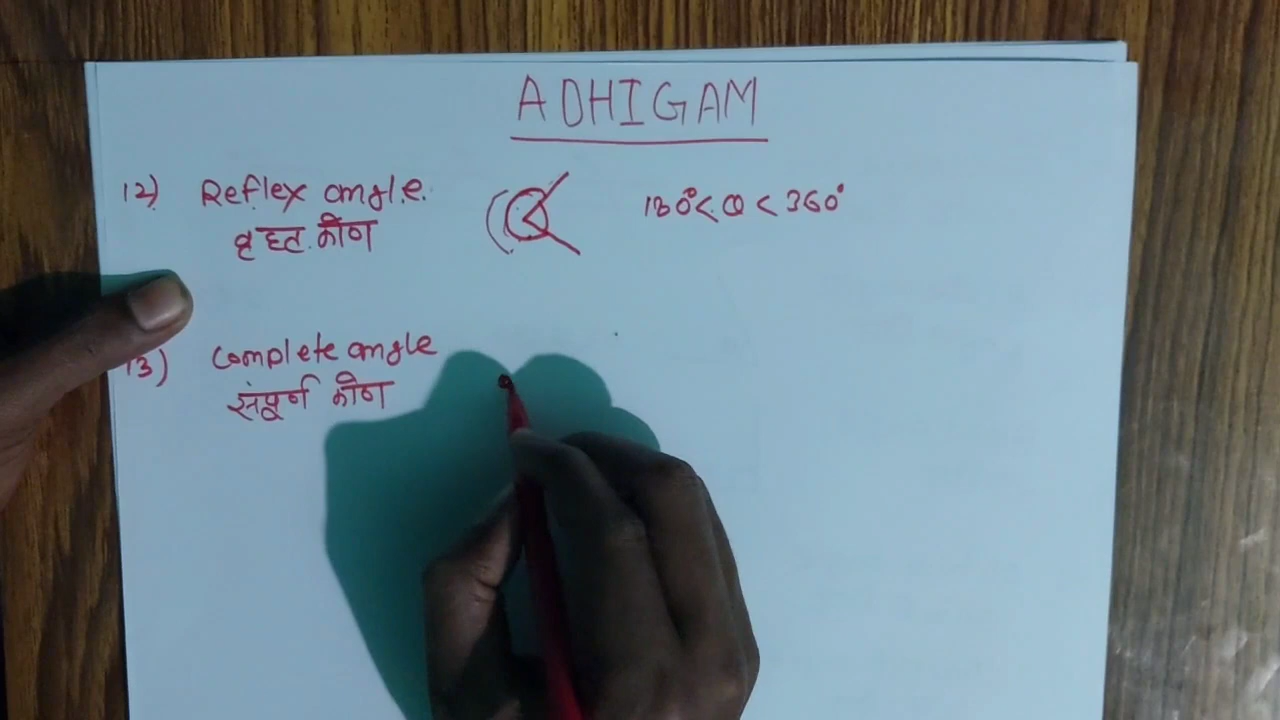 ADHIGAM
12) Reflex angle. 180°< θ < 360°
वृहत कोण
13) Complete angle
संपूर्ण कोण